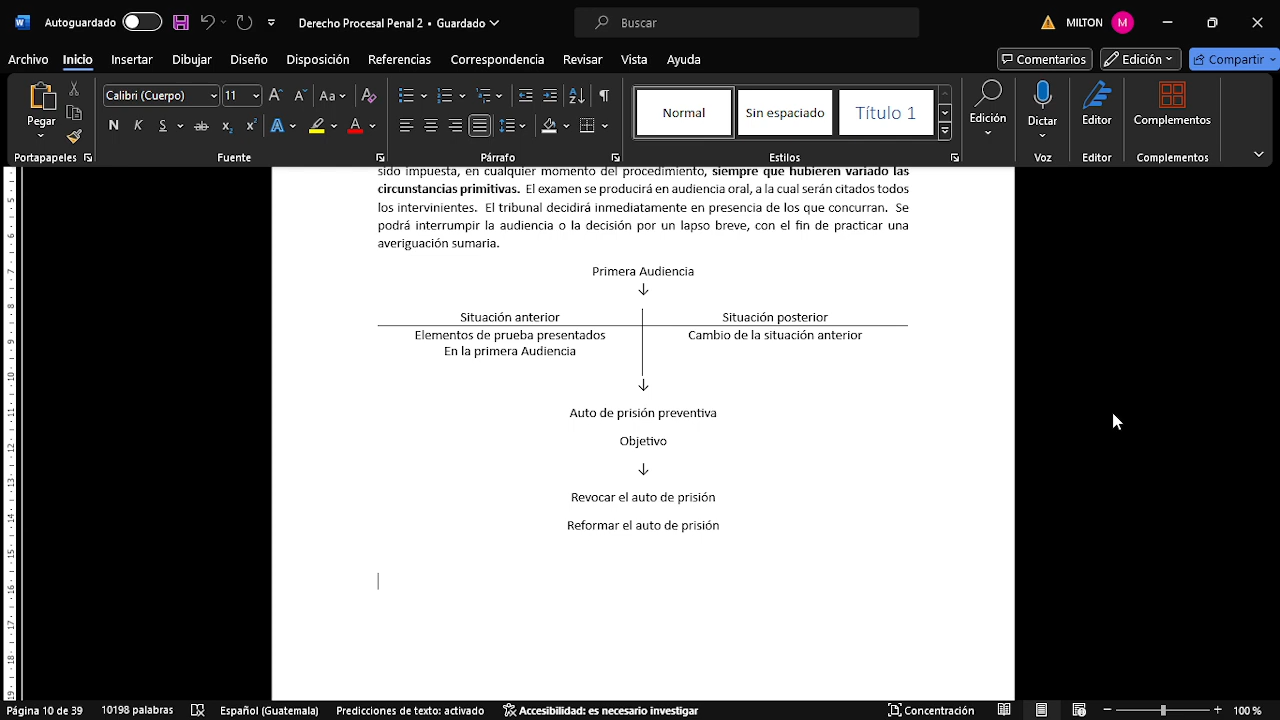 Autoguardado
Derecho Procesal Penal 2 • Guardado
Buscar
MILTON
M
Archivo Inicio Insertar Dibujar Diseño Disposición Referencias Correspondencia Revisar Vista Ayuda
Comentarios Edición Compartir
Pegar
Calibri (Cuerpo) 11
Normal Sin espaciado Título 1
Edición Dictar Editor Complementos
Portapapeles Fuente Párrafo Estilos Voz Editor Complementos
sido impuesta, en cualquier momento del procedimiento, siempre que hubieren variado las
circunstancias primitivas. El examen se producirá en audiencia oral, a la cual serán citados todos
los intervinientes. El tribunal decidirá inmediatamente en presencia de los que concurran. Se
podrá interrumpir la audiencia o la decisión por un lapso breve, con el fin de practicar una
averiguación sumaria.
Primera Audiencia
↓
Situación anterior Situación posterior
Elementos de prueba presentados Cambio de la situación anterior
En la primera Audiencia
↓
Auto de prisión preventiva
Objetivo
↓
Revocar el auto de prisión
Reformar el auto de prisión
Página 10 de 39 10198 palabras Español (Guatemala) Predicciones de texto: activado Accesibilidad: es necesario investigar Concentración 100 %